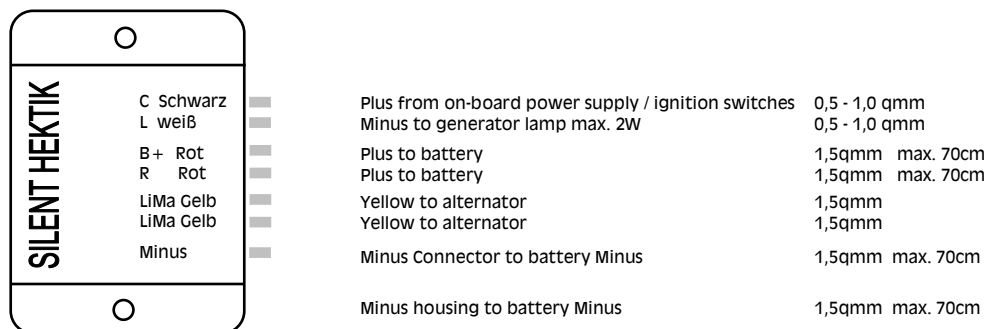 SILENT HEKTIK
C Schwarz Plus from on-board power supply / ignition switches 0,5 - 1,0 qmm
L weiß Minus to generator lamp max. 2W 0,5 - 1,0 qmm
B+ Rot Plus to battery 1,5qmm max. 70cm
R Rot Plus to battery 1,5qmm max. 70cm
LiMa Gelb Yellow to alternator 1,5qmm
LiMa Gelb Yellow to alternator 1,5qmm
Minus Minus Connector to battery Minus 1,5qmm max. 70cm
Minus housing to battery Minus 1,5qmm max. 70cm